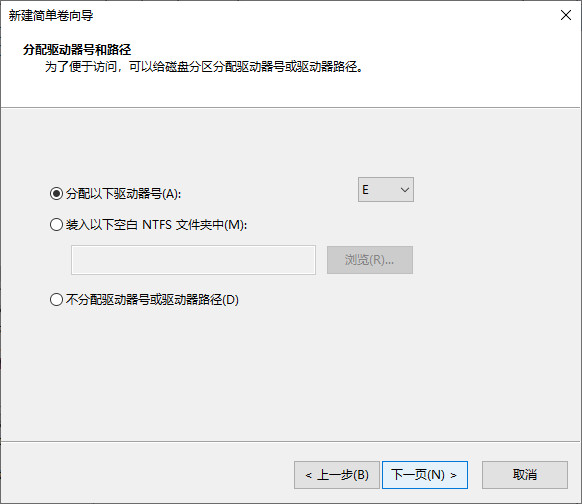 新建简单卷向导
分配驱动器号和路径
为了便于访问，可以给磁盘分区分配驱动器号或驱动器路径。
分配以下驱动器号(A): E
装入以下空白 NTFS 文件夹中(M):
浏览(R)...
不分配驱动器号或驱动器路径(D)
< 上一步(B) 下一页(N) > 取消